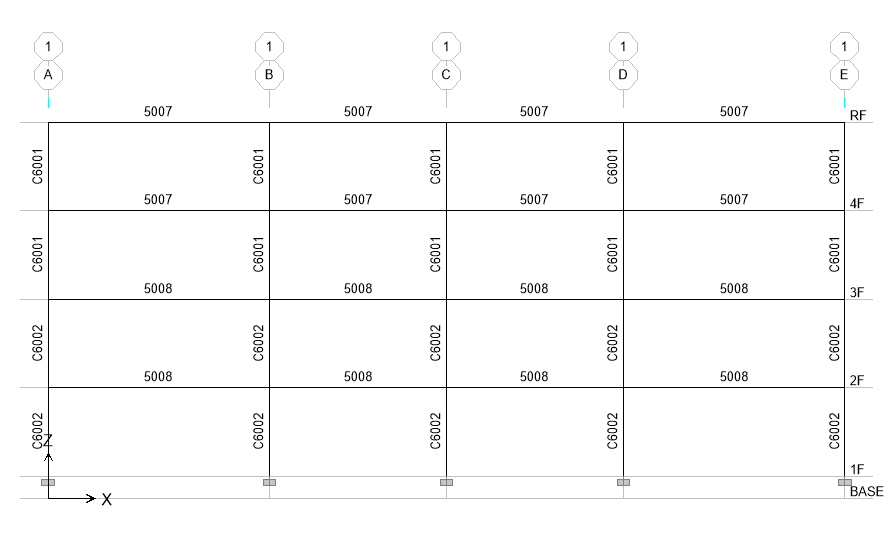 1 1 1 1 1
A B C D E
5007 5007 5007 5007 RF
C6001 C6001 C6001 C6001 C6001
5007 5007 5007 5007 4F
C6001 C6001 C6001 C6001 C6001
5008 5008 5008 5008 3F
C6002 C6002 C6002 C6002 C6002
5008 5008 5008 5008 2F
C6002 C6002 C6002 C6002 C6002
Z
1F
BASE
X